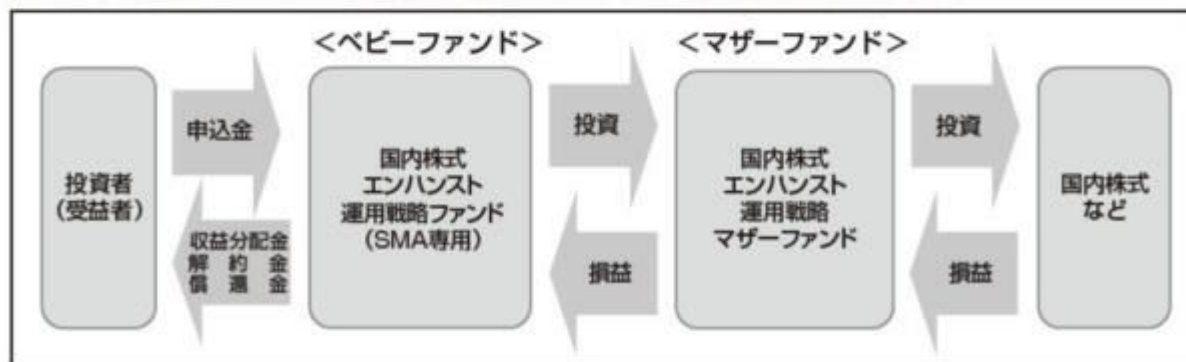 <ベビーファンド>
<マザーファンド>
投資者
(受益者)
申込金
収益分配金
解約金
償還金
国内株式
エンハンスト
運用戦略ファンド
(SMA専用)
投資
損益
国内株式
エンハンスト
運用戦略
マザーファンド
投資
損益
国内株式
など